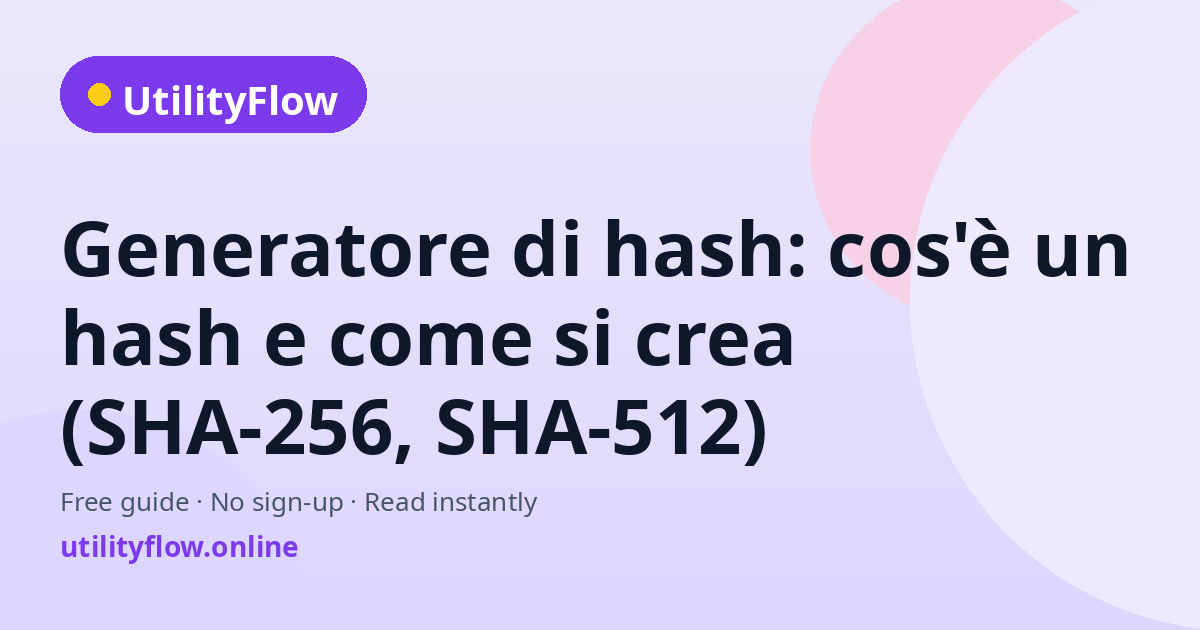 UtilityFlow
Generatore di hash: cos'è un
hash e come si crea
(SHA-256, SHA-512)
Free guide · No sign-up · Read instantly
utilityflow.online